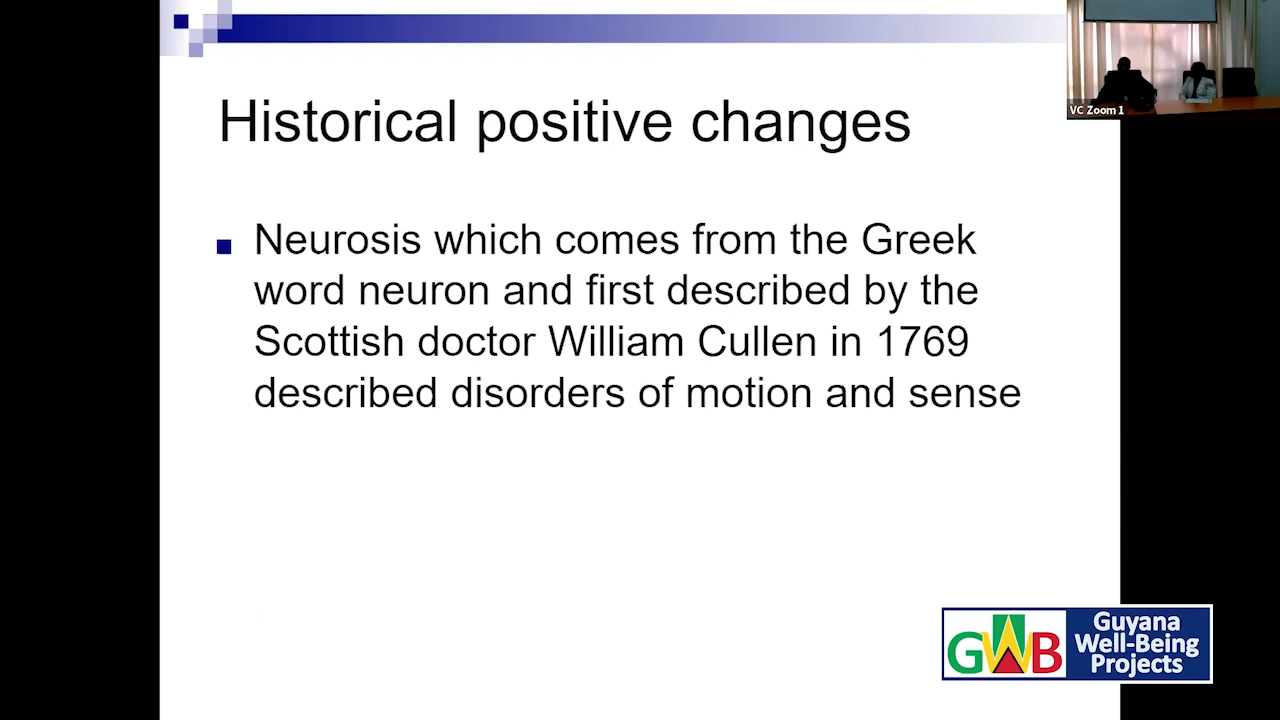 VC Zoom 1
Historical positive changes
Neurosis which comes from the Greek
word neuron and first described by the
Scottish doctor William Cullen in 1769
described disorders of motion and sense
GWB
Guyana
Well-Being
Projects